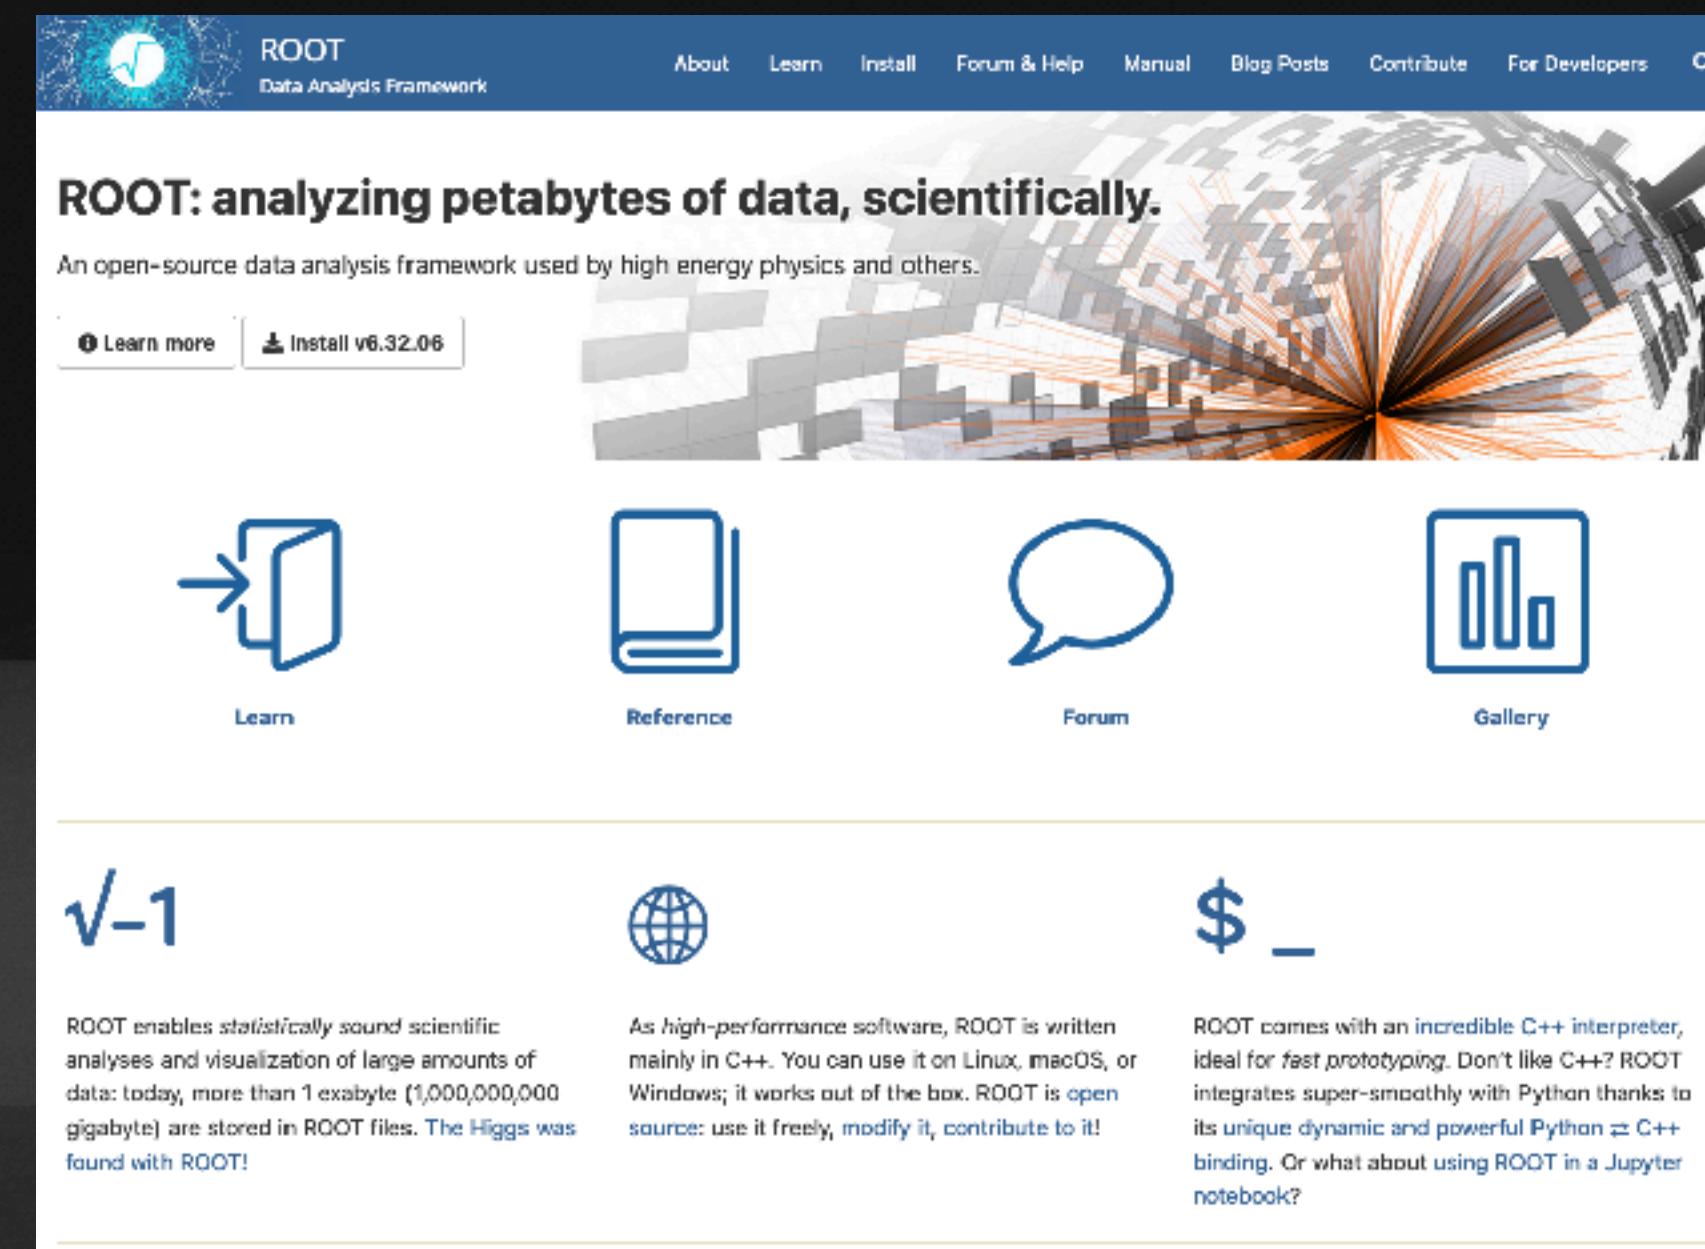 ROOT
Data Analysis Framework
About Learn Install Forum & Help Manual Blog Posts Contribute For Developers
ROOT: analyzing petabytes of data, scientifically.
An open-source data analysis framework used by high energy physics and others.
Learn more Install v6.32.06
Learn Reference Forum Gallery
√-1
ROOT enables statistically sound scientific
analyses and visualization of large amounts of
data: today, more than 1 exabyte (1,000,000,000
gigabyte) are stored in ROOT files. The Higgs was
found with ROOT!
As high-performance software, ROOT is written
mainly in C++. You can use it on Linux, macOS, or
Windows; it works out of the box. ROOT is open
source: use it freely, modify it, contribute to it!
$ _
ROOT comes with an incredible C++ interpreter,
ideal for fast prototyping. Don't like C++? ROOT
integrates super-smoothly with Python thanks to
its unique dynamic and powerful Python ⇄ C++
binding. Or what about using ROOT in a Jupyter
notebook?